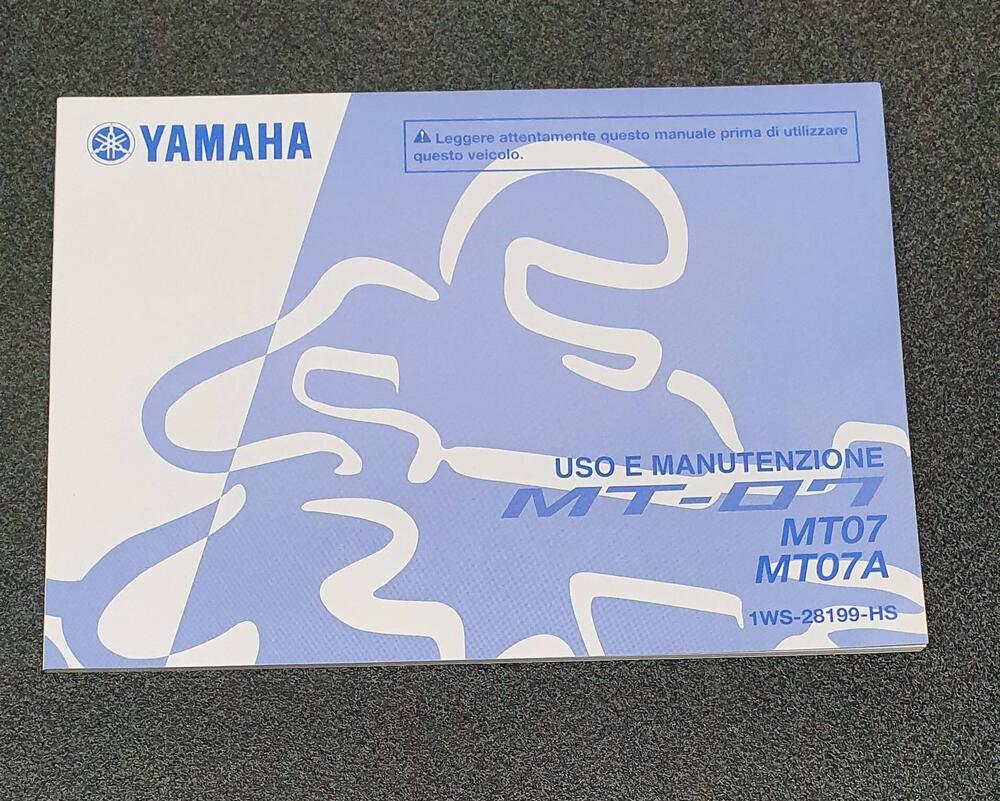 YAMAHA
Leggere attentamente questo manuale prima di utilizzare
questo veicolo.
USO E MANUTENZIONE
MT-07
MT07
MT07A
1WS-28199-HS